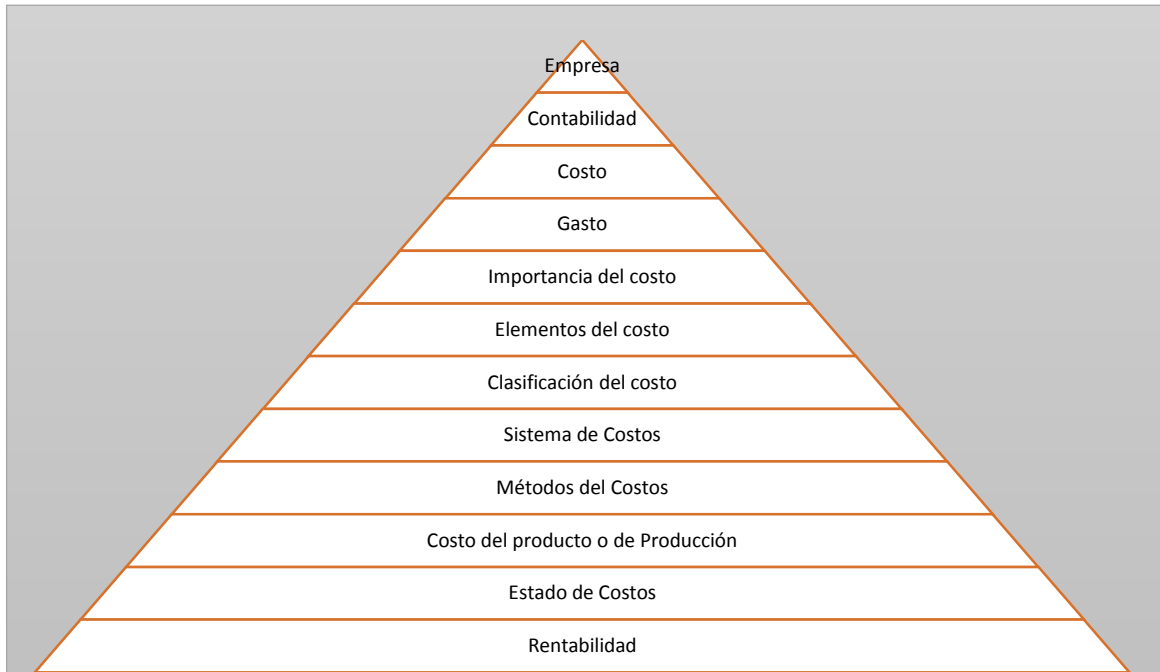 Empresa
Contabilidad
Costo
Gasto
Importancia del costo
Elementos del costo
Clasificación del costo
Sistema de Costos
Métodos del Costos
Costo del producto o de Producción
Estado de Costos
Rentabilidad